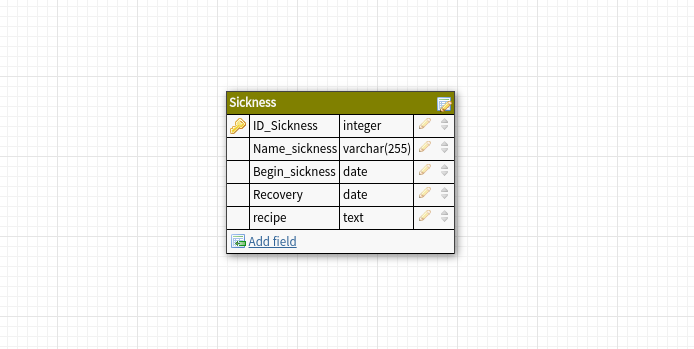 Sickness
ID_Sickness integer
Name_sickness varchar(255)
Begin_sickness date
Recovery date
recipe text
Add field